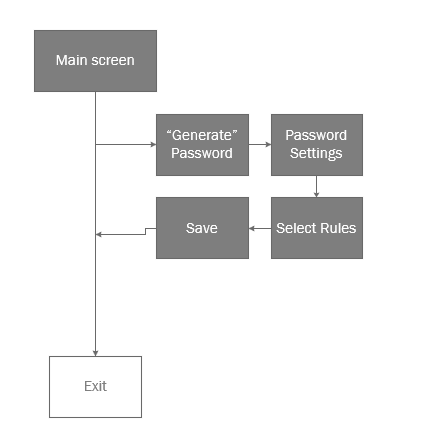 Main screen
“Generate”
Password
Password
Settings
Save
Select Rules
Exit